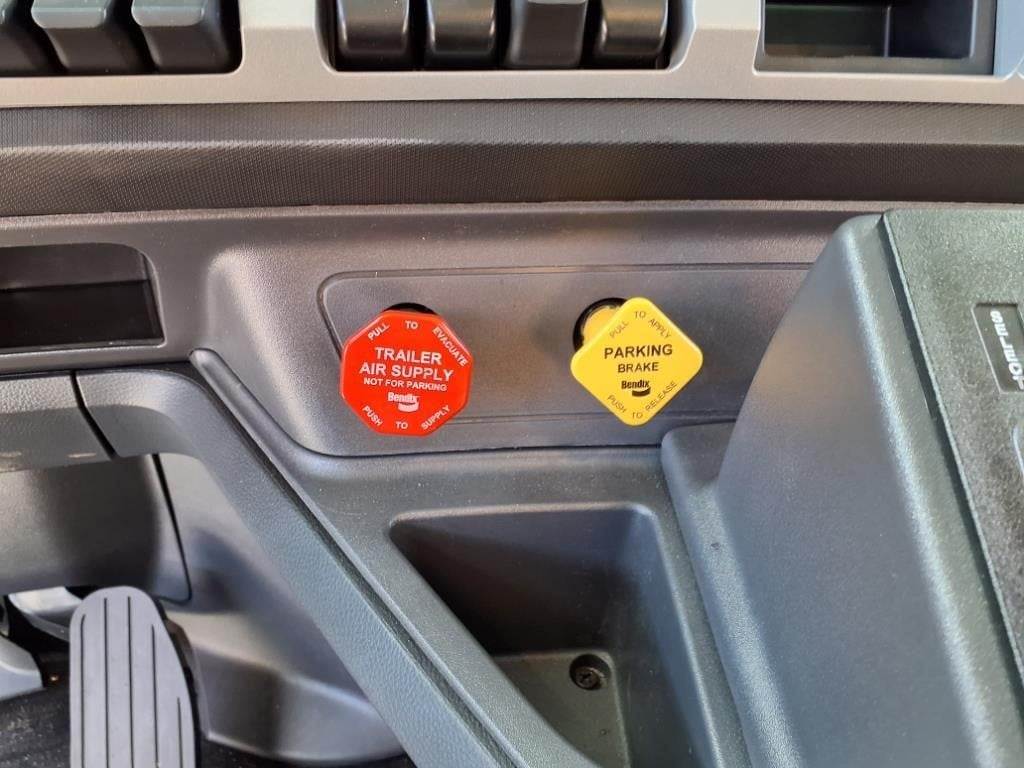 PULL TO EVACUATE
TRAILER
AIR SUPPLY
NOT FOR PARKING
Bendix
PUSH TO SUPPLY
PULL TO APPLY
PARKING
BRAKE
Bendix
PUSH TO RELEASE